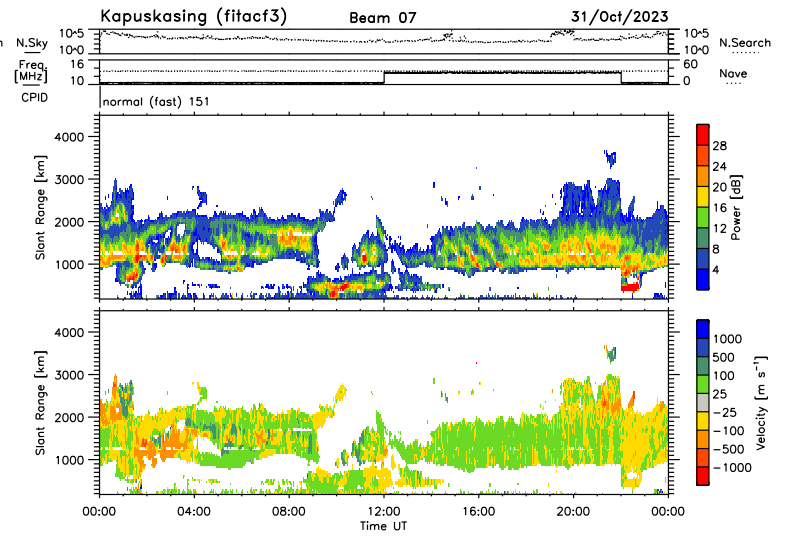 Kapuskasing (fitacf3) Beam 07 31/Oct/2023
N.Sky 10^5 10^0 10^5 10^0 N.Search
Freq. [MHz] 16 10 60 0 Nave
CPID normal (fast) 151
Slant Range [km]
4000
3000
2000
1000
28
24
20
16
12
8
4
Power [dB]
Slant Range [km]
4000
3000
2000
1000
1000
500
100
25
-25
-100
-500
-1000
Velocity [m s-1]
00:00 04:00 08:00 12:00 16:00 20:00 00:00
Time UT